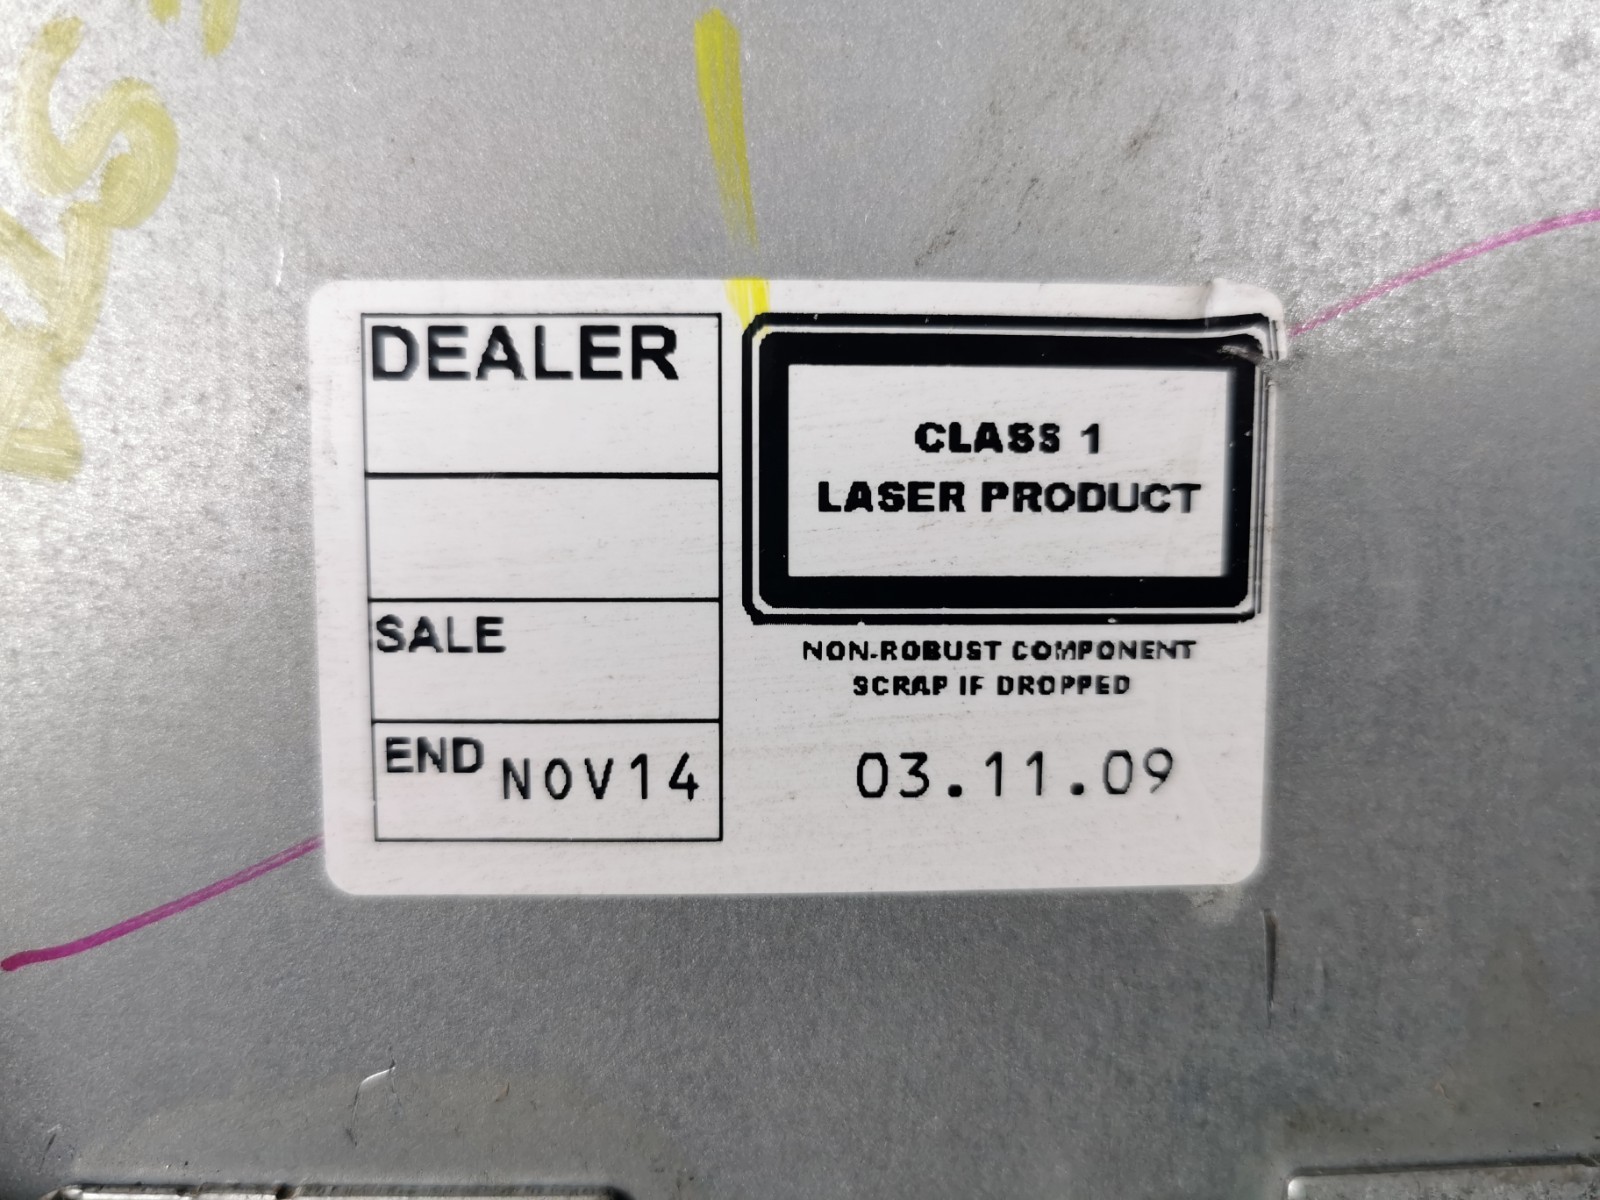 DEALER
SALE
END NOV14
CLASS 1
LASER PRODUCT
NON-ROBUST COMPONENT
SCRAP IF DROPPED
03.11.09